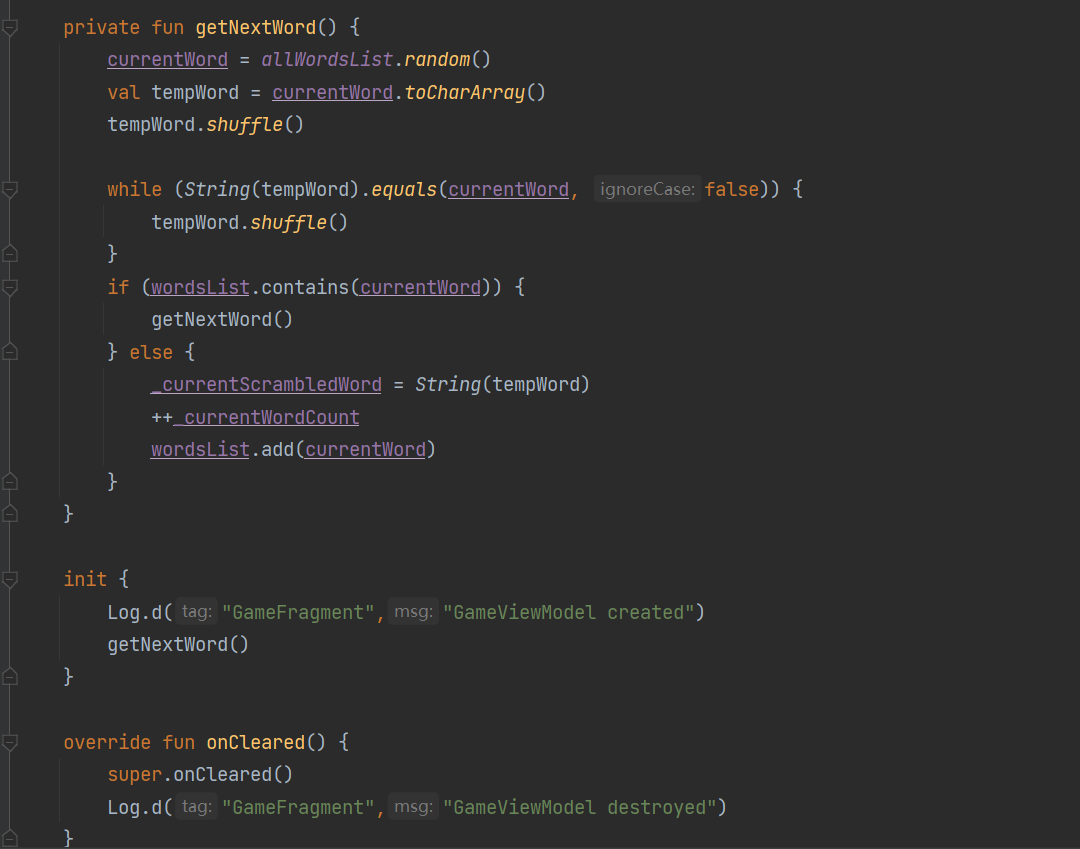 private fun getNextWord() {
    currentWord = allWordsList.random()
    val tempWord = currentWord.toCharArray()
    tempWord.shuffle()

    while (String(tempWord).equals(currentWord, ignoreCase: false)) {
        tempWord.shuffle()
    }
    if (wordsList.contains(currentWord)) {
        getNextWord()
    } else {
        _currentScrambledWord = String(tempWord)
        ++_currentWordCount
        wordsList.add(currentWord)
    }
}

init {
    Log.d( tag: "GameFragment", msg: "GameViewModel created")
    getNextWord()
}

override fun onCleared() {
    super.onCleared()
    Log.d( tag: "GameFragment", msg: "GameViewModel destroyed")
}